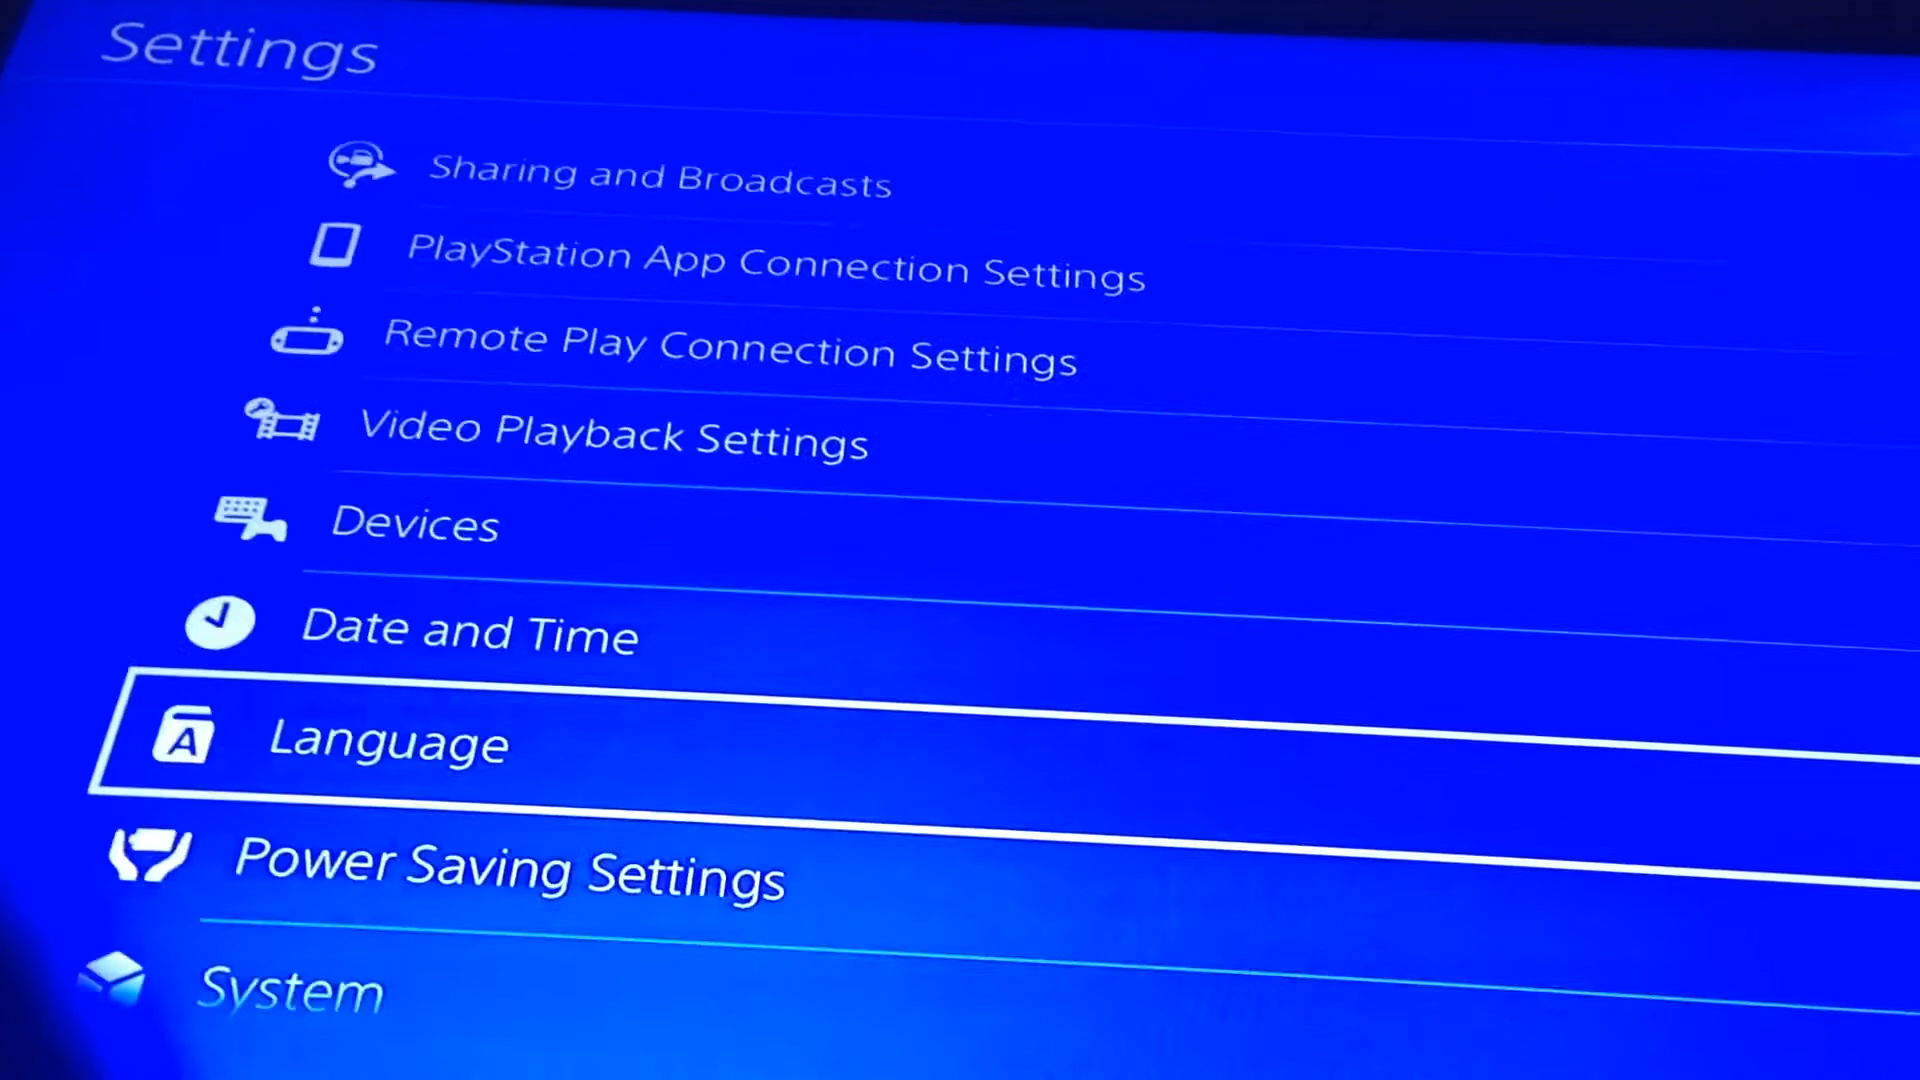 Settings
Sharing and Broadcasts
PlayStation App Connection Settings
Remote Play Connection Settings
Video Playback Settings
Devices
Date and Time
A
Language
Power Saving Settings
System